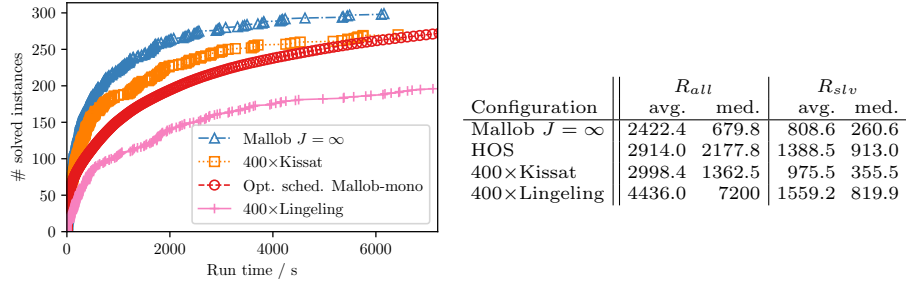 # solved instances
300
250
200
150
100
50
0
0 2000 4000 6000
Run time / s
Mallob J = ∞
400×Kissat
Opt. sched. Mallob-mono
400×Lingeling
R_all R_slv
Configuration avg. med. avg. med.
Mallob J = ∞ 2422.4 679.8 808.6 260.6
HOS 2914.0 2177.8 1388.5 913.0
400×Kissat 2998.4 1362.5 975.5 355.5
400×Lingeling 4436.0 7200 1559.2 819.9